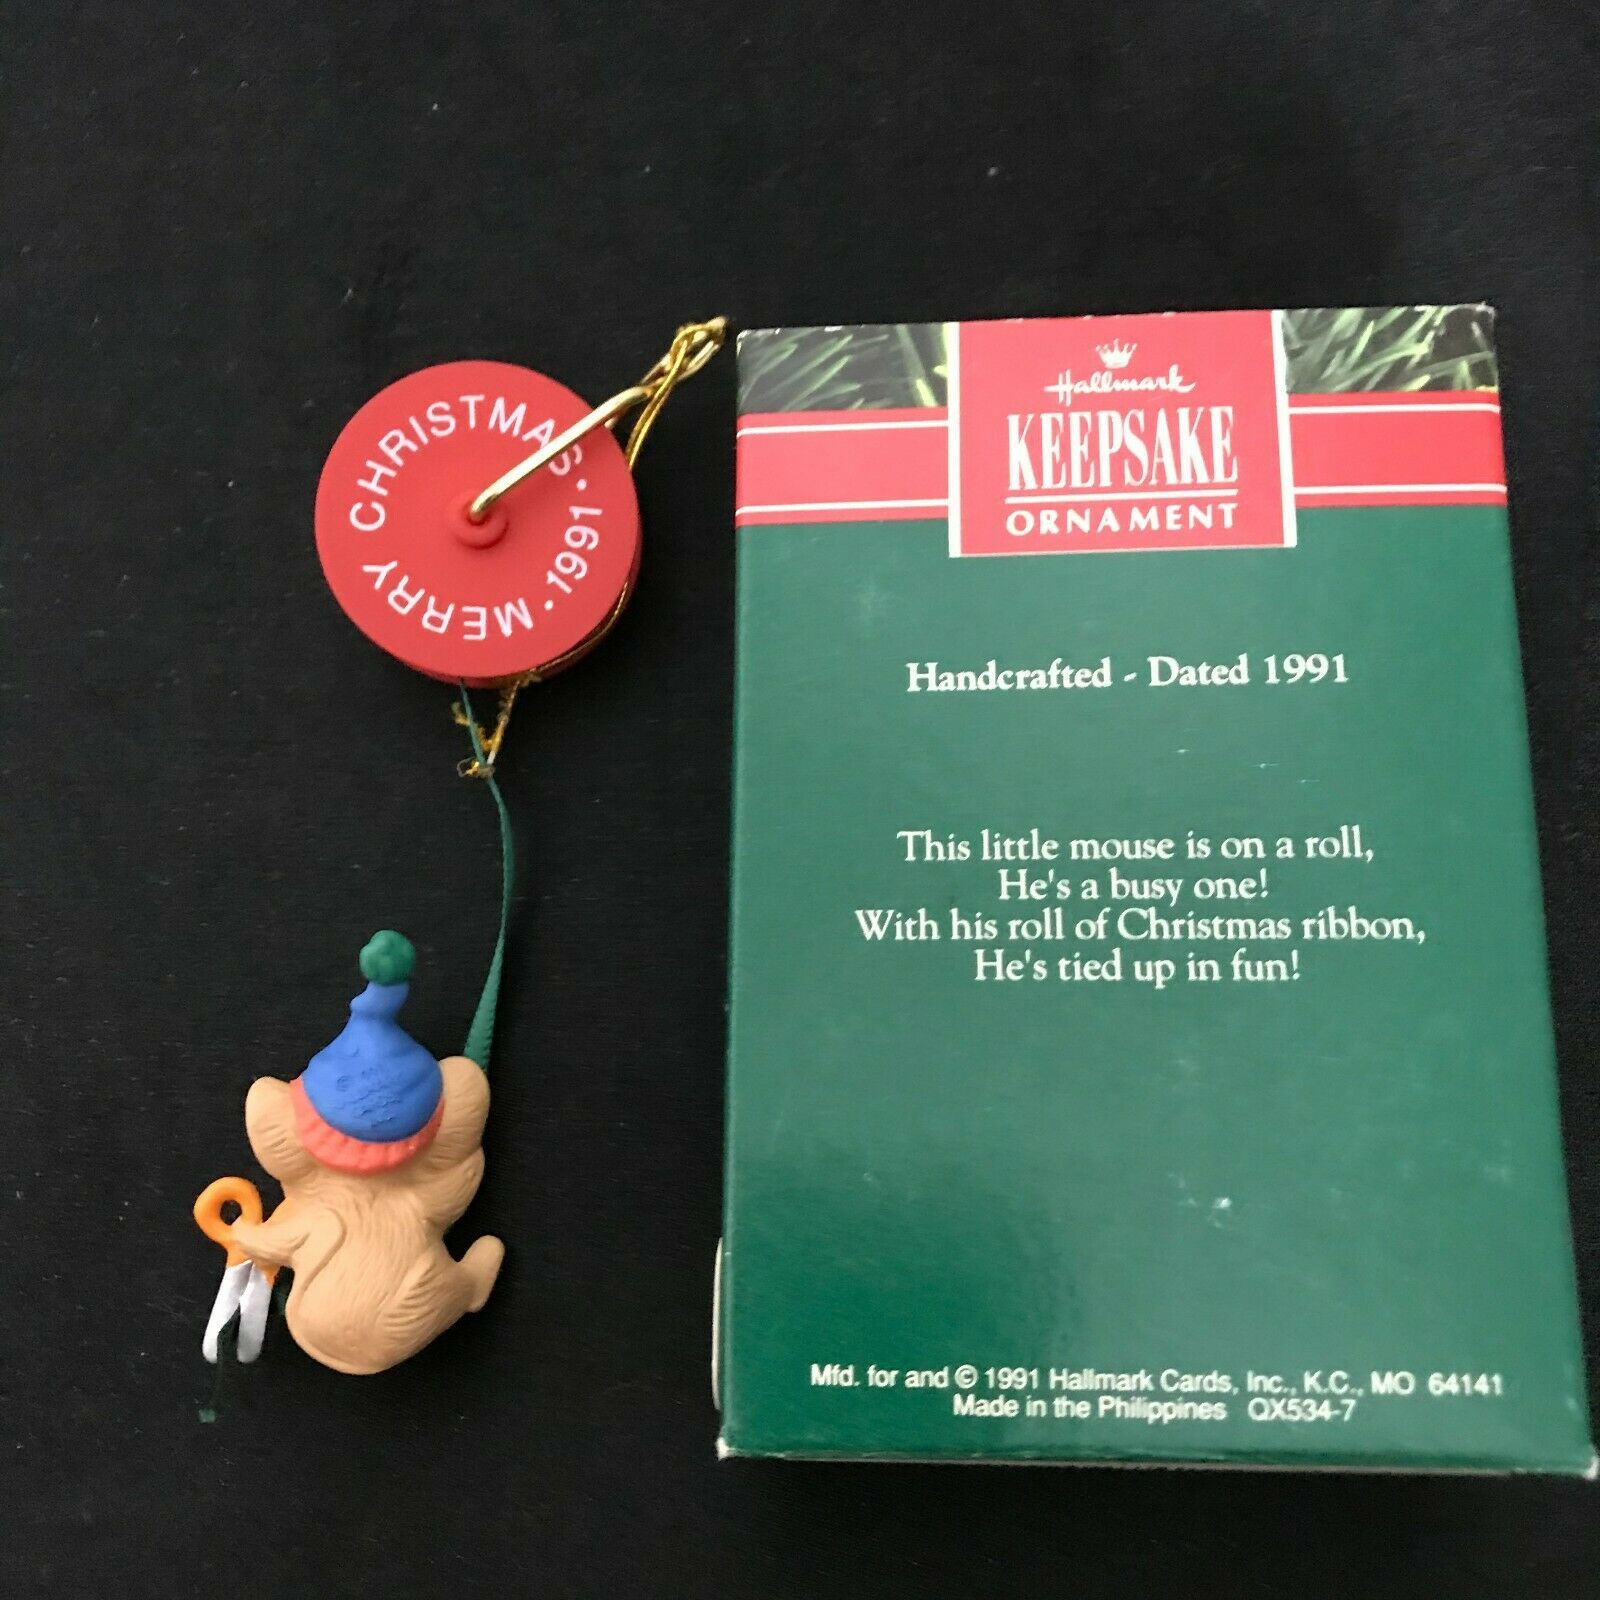 MERRY CHRISTMAS • 1991 •
Hallmark
KEEPSAKE
ORNAMENT
Handcrafted - Dated 1991
This little mouse is on a roll,
He's a busy one!
With his roll of Christmas ribbon,
He's tied up in fun!
Mfd. for and © 1991 Hallmark Cards, Inc., K.C., MO 64141
Made in the Philippines QX534-7